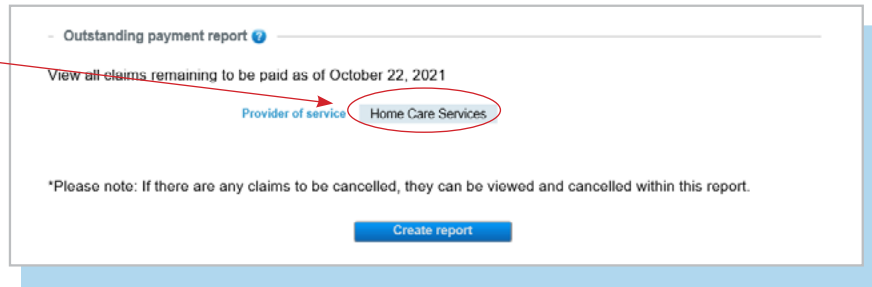 Outstanding payment report ?
View all claims remaining to be paid as of October 22, 2021
Provider of service Home Care Services
*Please note: If there are any claims to be cancelled, they can be viewed and cancelled within this report.
Create report